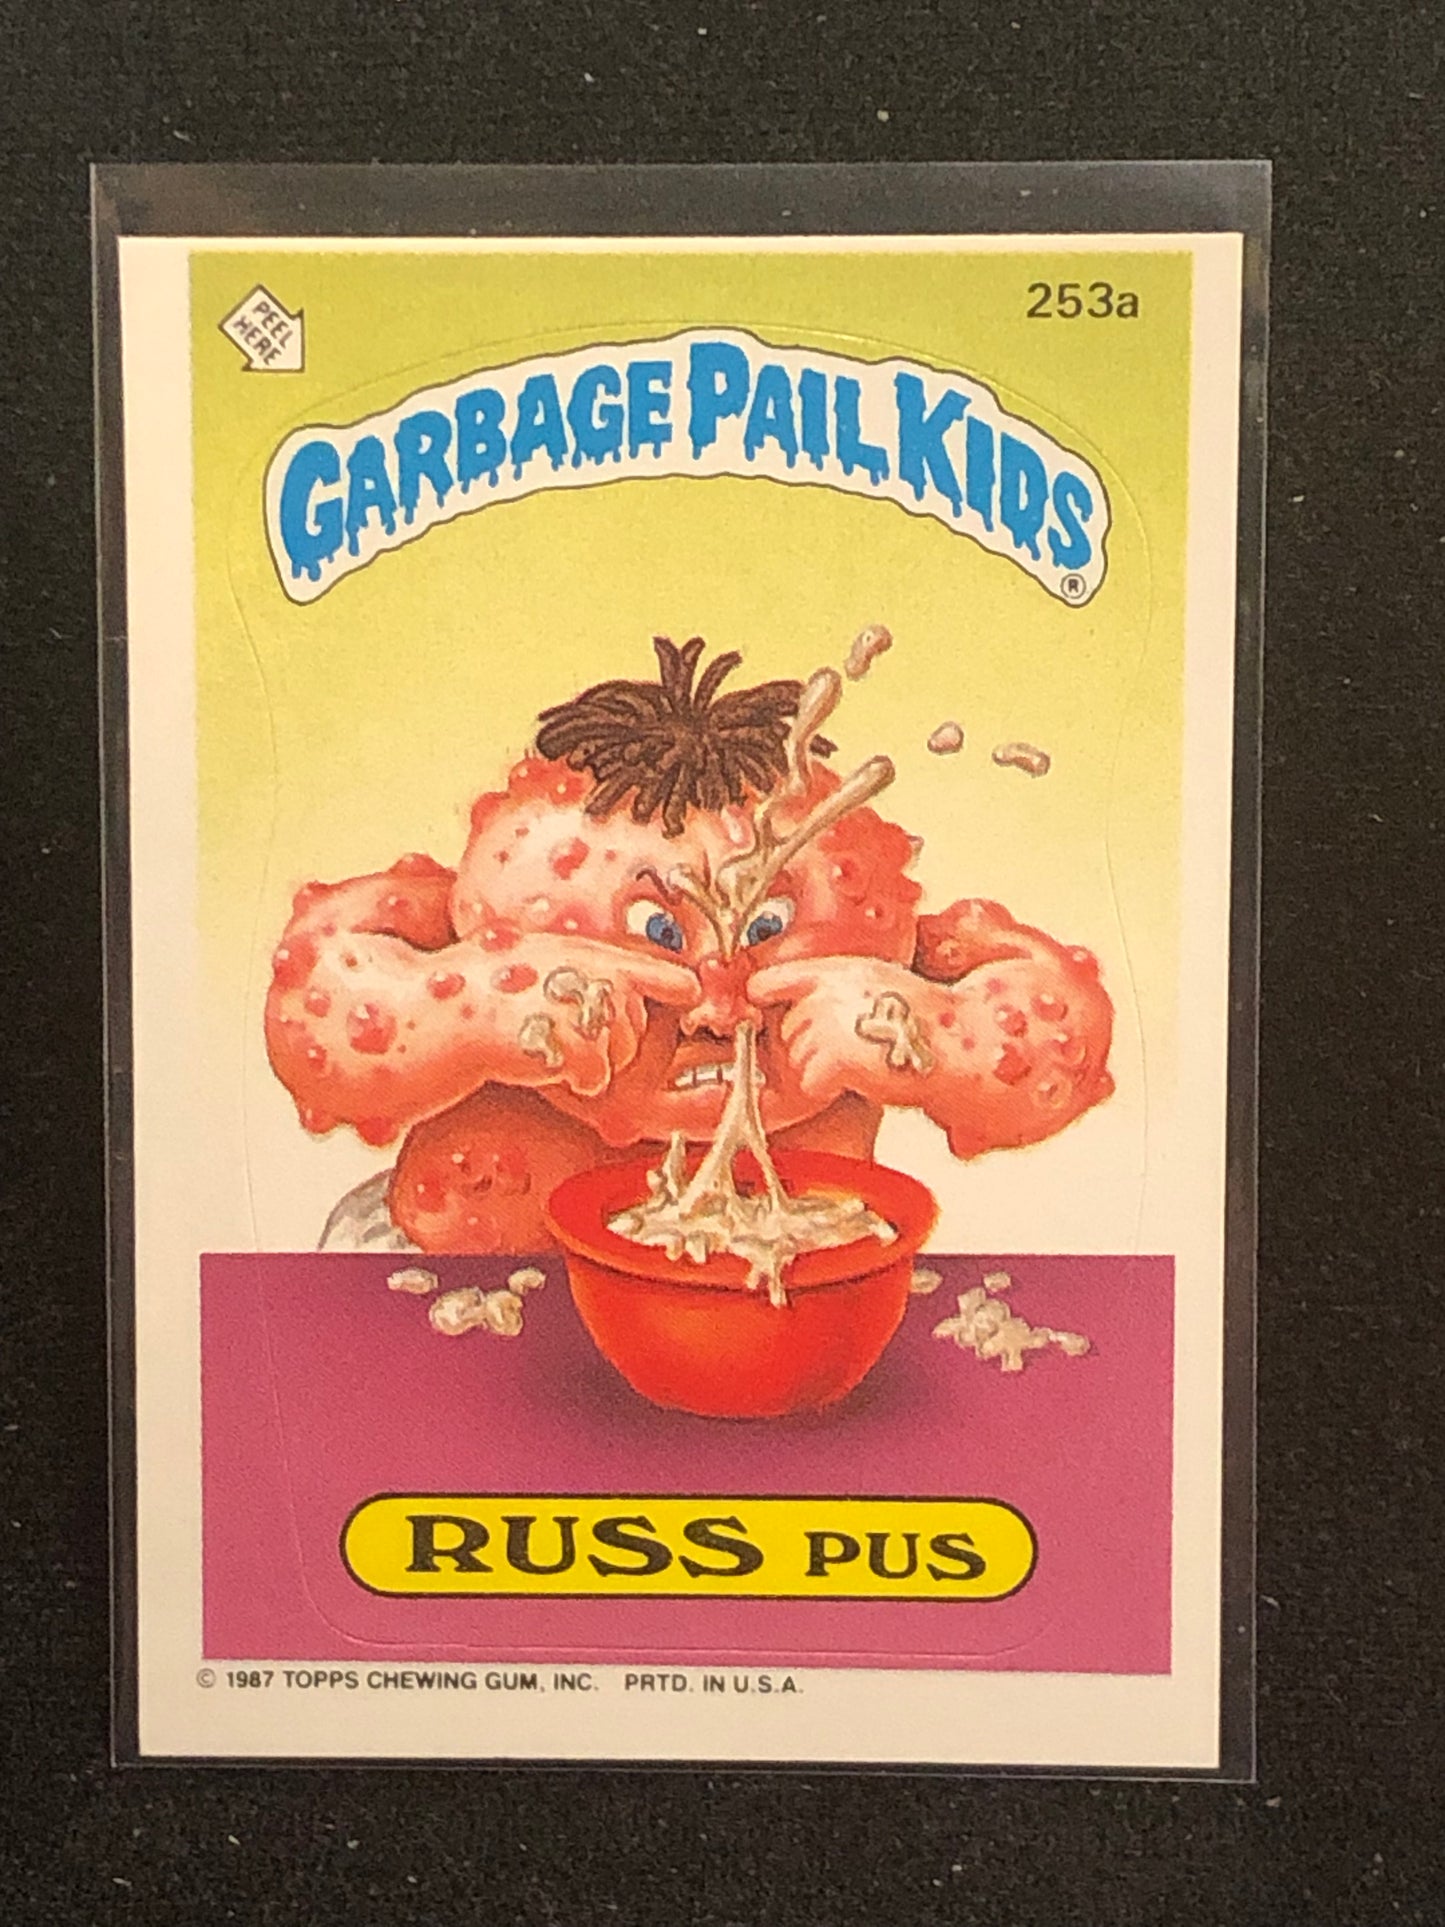 PEEL
HERE
253a
GARBAGE PAIL KIDS
®
RUSS PUS
© 1987 TOPPS CHEWING GUM, INC. PRTD. IN U.S.A.